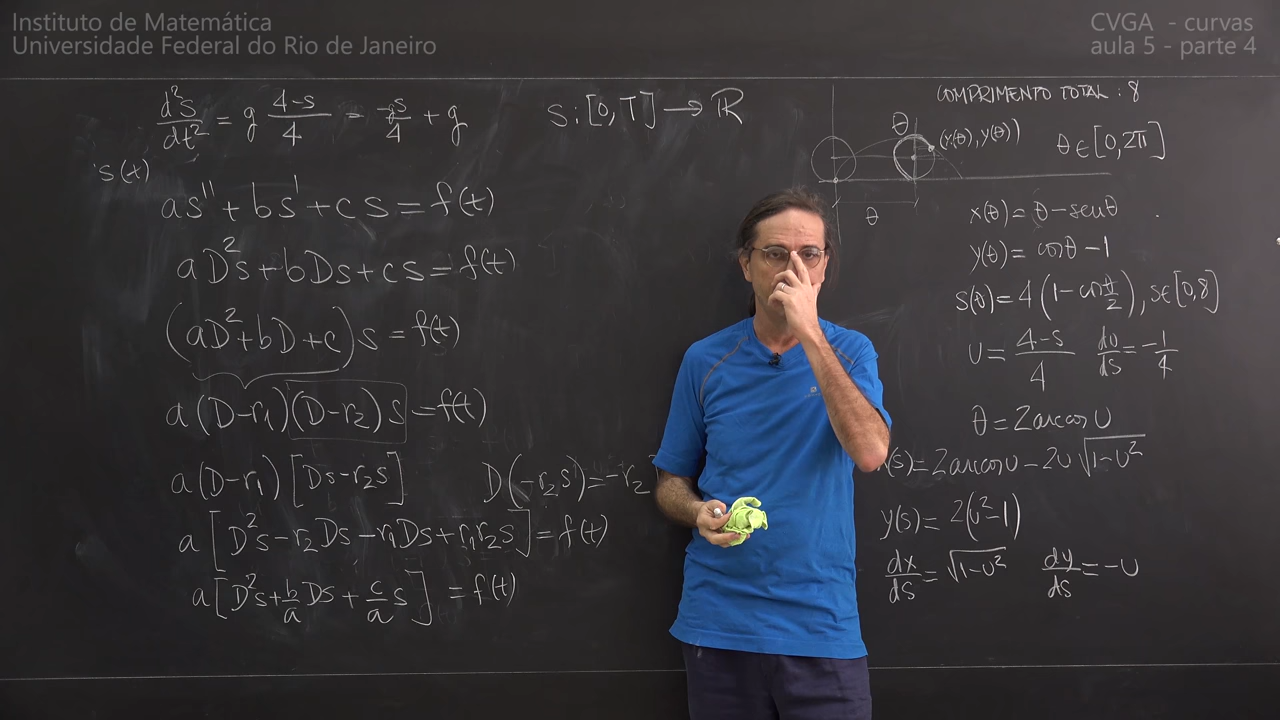 Instituto de Matemática
Universidade Federal do Rio de Janeiro
CVGA - curvas
aula 5 - parte 4
d²s/dt² = g (4-s)/4 = -gs/4 + g
s: [0,T] → ℝ
s(t)
as'' + bs' + cs = f(t)
aD²s + bDs + cs = f(t)
(aD² + bD + c)s = f(t)
a(D-r₁)(D-r₂)s = f(t)
a(D-r₁)[Ds-r₂s]
D(-r₂s) = -r₂
a[D²s - r₂Ds - r₁Ds + r₁r₂s] = f(t)
a[D²s + b/a Ds + c/a s] = f(t)
COMPRIMENTO TOTAL : 8
θ
(x(θ), y(θ))
θ ∈ [0,2π]
θ
x(θ) = θ - senθ
y(θ) = cosθ - 1
s(θ) = 4(1 - cos θ/2), s∈[0,8]
u = (4-s)/4
du/ds = -1/4
θ = 2arccosu
(s) = 2arccosu - 2u√(1-u²)
y(s) = 2(u²-1)
dx/ds = √(1-u²)
dy/ds = -u